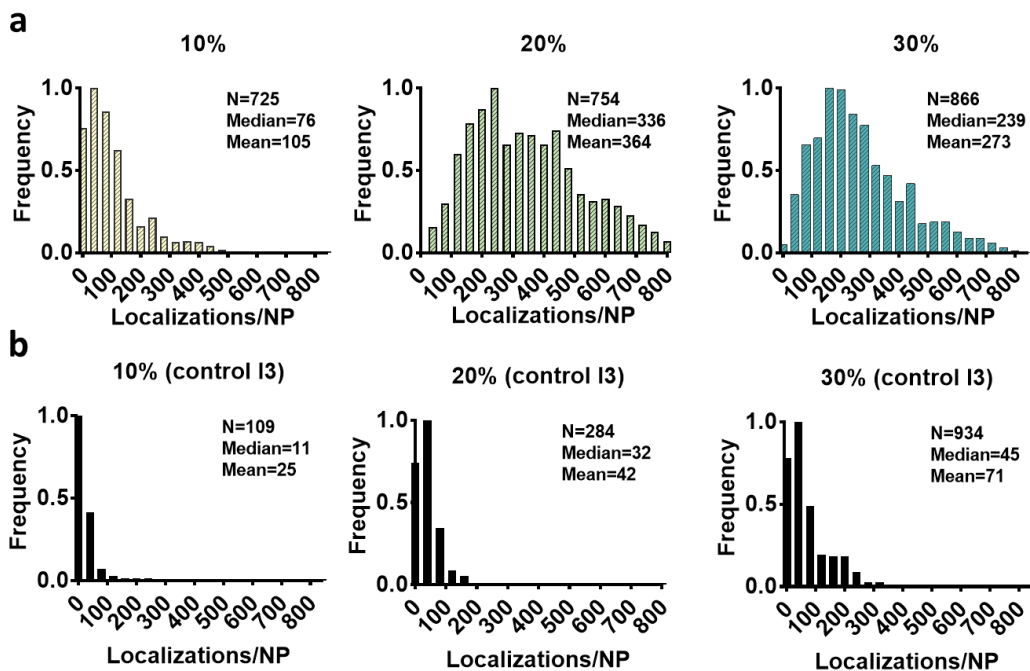 a
10%
Frequency
1.0
0.5
0.0
N=725
Median=76
Mean=105
0 100 200 300 400 500 600 700 800
Localizations/NP
20%
Frequency
1.0
0.5
0.0
N=754
Median=336
Mean=364
0 100 200 300 400 500 600 700 800
Localizations/NP
30%
Frequency
1.0
0.5
0.0
N=866
Median=239
Mean=273
0 100 200 300 400 500 600 700 800
Localizations/NP
b
10% (control I3)
Frequency
1.0
0.5
0.0
N=109
Median=11
Mean=25
0 100 200 300 400 500 600 700 800
Localizations/NP
20% (control I3)
Frequency
1.0
0.5
0.0
N=284
Median=32
Mean=42
0 100 200 300 400 500 600 700 800
Localizations/NP
30% (control I3)
Frequency
1.0
0.5
0.0
N=934
Median=45
Mean=71
0 100 200 300 400 500 600 700 800
Localizations/NP